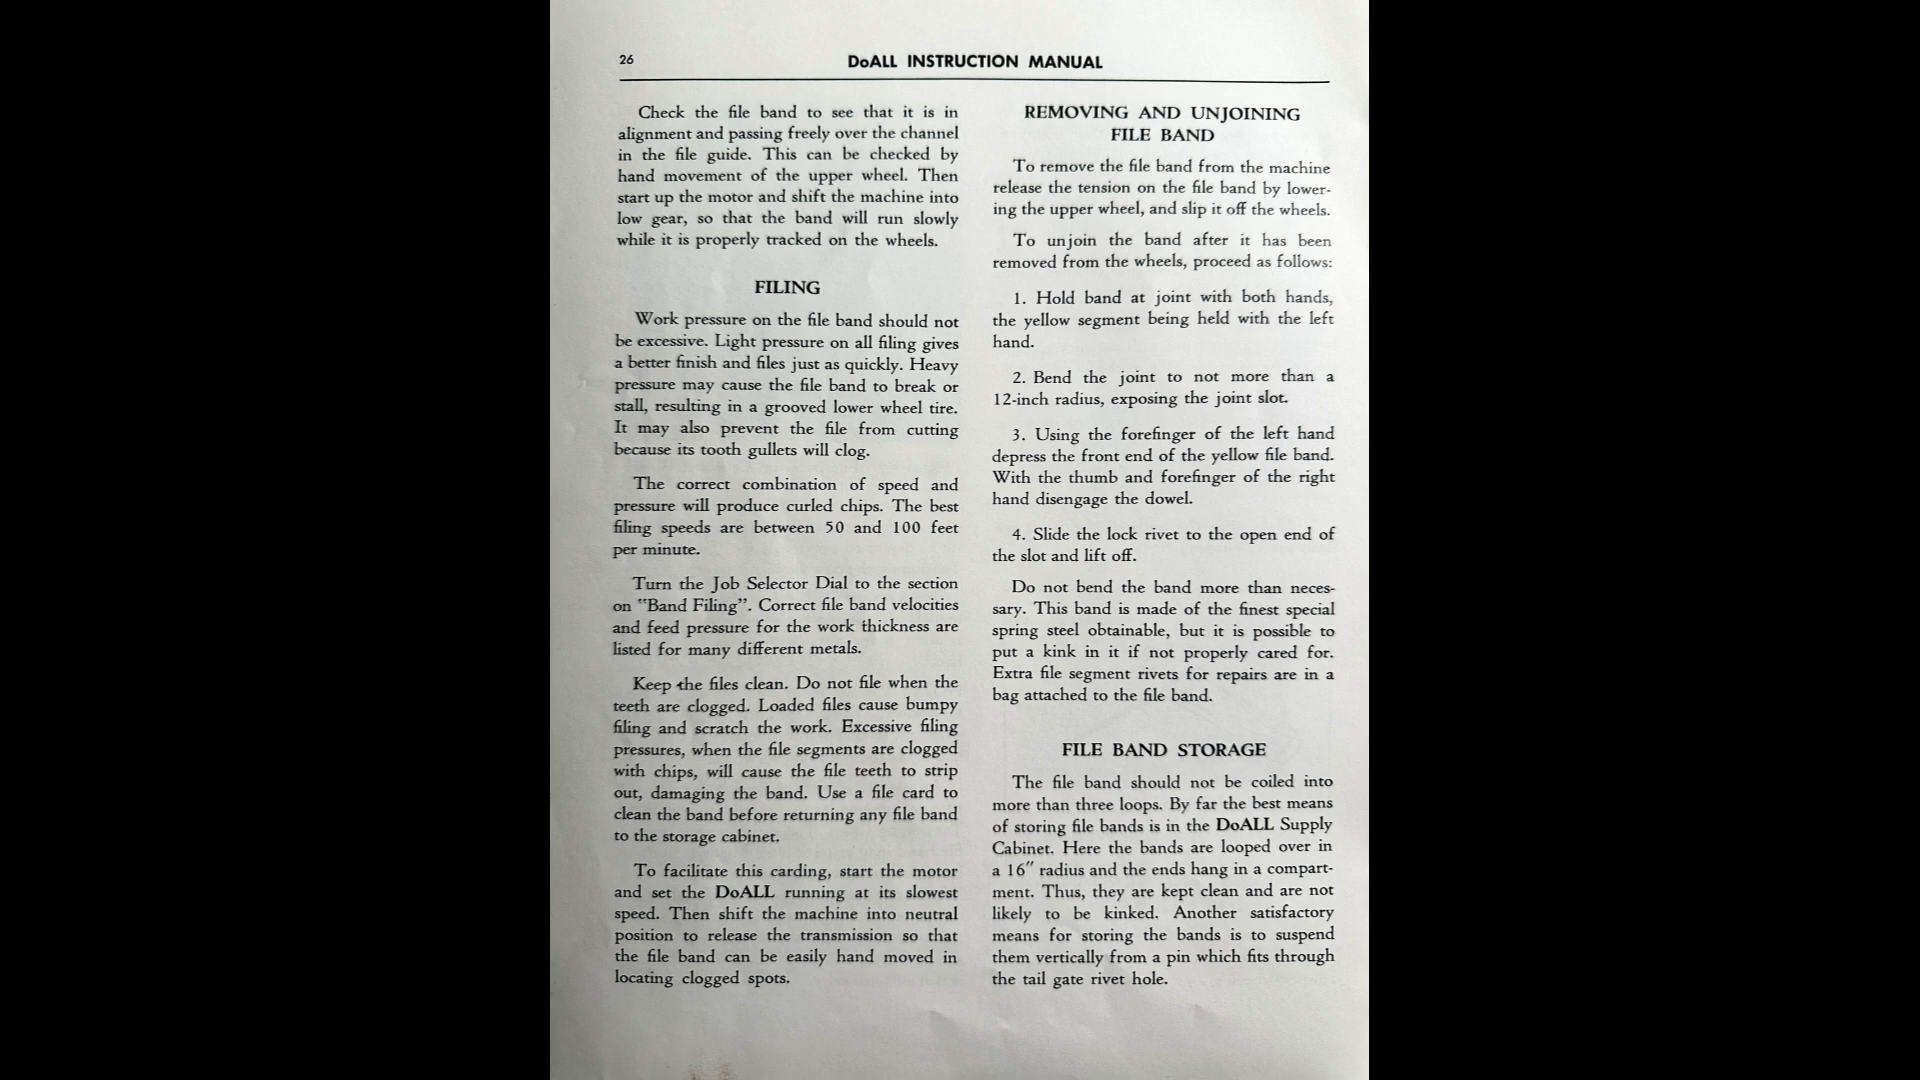 26
DoALL INSTRUCTION MANUAL
Check the file band to see that it is in
alignment and passing freely over the channel
in the file guide. This can be checked by
hand movement of the upper wheel. Then
start up the motor and shift the machine into
low gear, so that the band will run slowly
while it is properly tracked on the wheels.
FILING
Work pressure on the file band should not
be excessive. Light pressure on all filing gives
a better finish and files just as quickly. Heavy
pressure may cause the file band to break or
stall, resulting in a grooved lower wheel tire.
It may also prevent the file from cutting
because its tooth gullets will clog.
The correct combination of speed and
pressure will produce curled chips. The best
filing speeds are between 50 and 100 feet
per minute.
Turn the Job Selector Dial to the section
on "Band Filing". Correct file band velocities
and feed pressure for the work thickness are
listed for many different metals.
Keep the files clean. Do not file when the
teeth are clogged. Loaded files cause bumpy
filing and scratch the work. Excessive filing
pressures, when the file segments are clogged
with chips, will cause the file teeth to strip
out, damaging the band. Use a file card to
clean the band before returning any file band
to the storage cabinet.
To facilitate this carding, start the motor
and set the DoALL running at its slowest
speed. Then shift the machine into neutral
position to release the transmission so that
the file band can be easily hand moved in
locating clogged spots.
REMOVING AND UNJOINING
FILE BAND
To remove the file band from the machine
release the tension on the file band by lower-
ing the upper wheel, and slip it off the wheels.
To unjoin the band after it has been
removed from the wheels, proceed as follows:
1. Hold band at joint with both hands,
the yellow segment being held with the left
hand.
2. Bend the joint to not more than a
12-inch radius, exposing the joint slot.
3. Using the forefinger of the left hand
depress the front end of the yellow file band.
With the thumb and forefinger of the right
hand disengage the dowel.
4. Slide the lock rivet to the open end of
the slot and lift off.
Do not bend the band more than neces-
sary. This band is made of the finest special
spring steel obtainable, but it is possible to
put a kink in it if not properly cared for.
Extra file segment rivets for repairs are in a
bag attached to the file band.
FILE BAND STORAGE
The file band should not be coiled into
more than three loops. By far the best means
of storing file bands is in the DoALL Supply
Cabinet. Here the bands are looped over in
a 16" radius and the ends hang in a compart-
ment. Thus, they are kept clean and are not
likely to be kinked. Another satisfactory
means for storing the bands is to suspend
them vertically from a pin which fits through
the tail gate rivet hole.